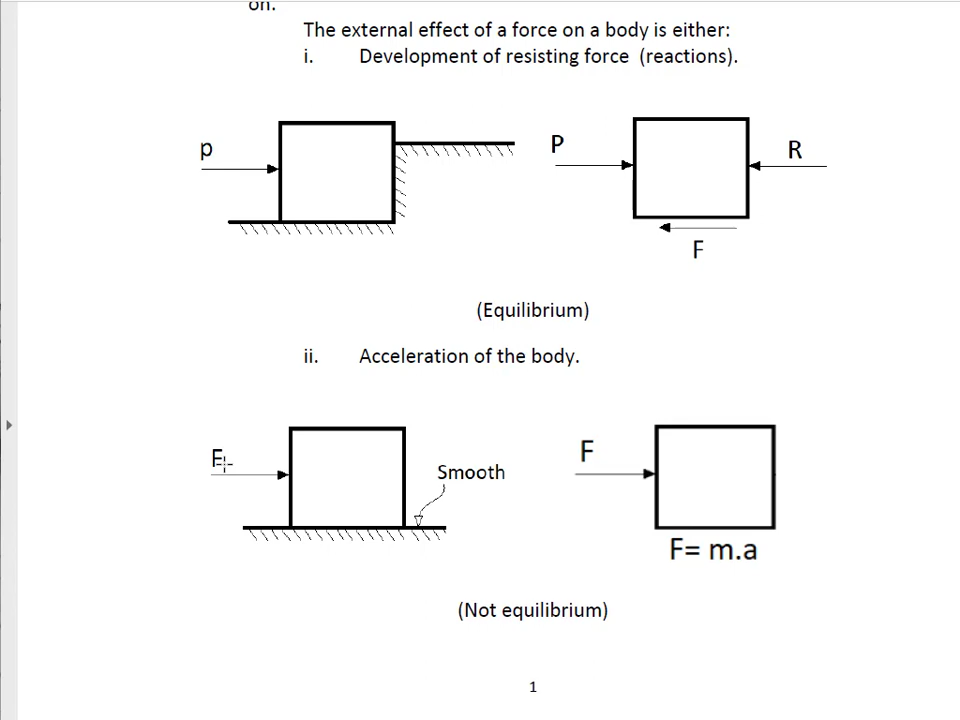 on.
The external effect of a force on a body is either:
i. Development of resisting force (reactions).
p
P
R
F
(Equilibrium)
ii. Acceleration of the body.
F
Smooth
F
F= m.a
(Not equilibrium)
1